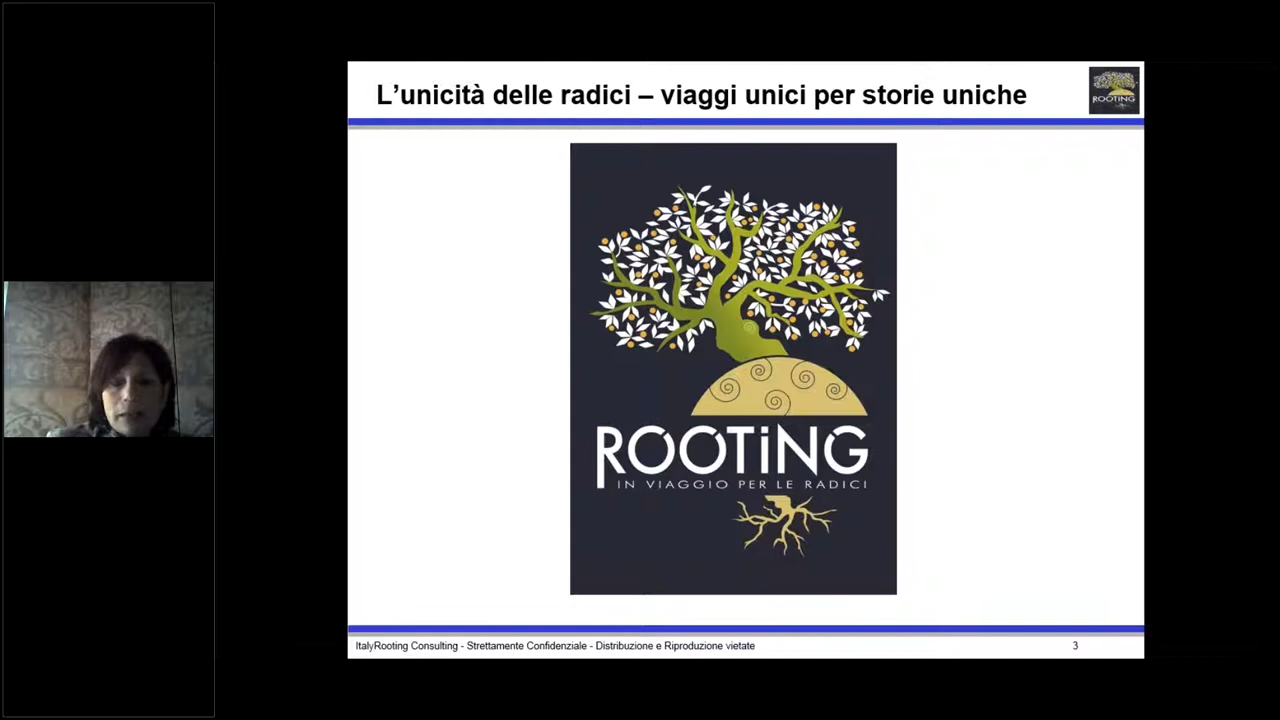 L'unicità delle radici – viaggi unici per storie uniche
ROOTING
ROOTiNG
IN VIAGGIO PER LE RADICI
ItalyRooting Consulting - Strettamente Confidenziale - Distribuzione e Riproduzione vietate
3